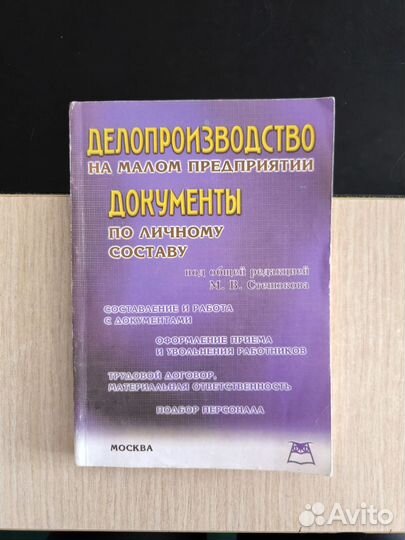 ДЕЛОПРОИЗВОДСТВО
НА МАЛОМ ПРЕДПРИЯТИИ
ДОКУМЕНТЫ
ПО ЛИЧНОМУ
СОСТАВУ
под общей редакцией
М. В. Стенюкова
СОСТАВЛЕНИЕ И РАБОТА
С ДОКУМЕНТАМИ
ОФОРМЛЕНИЕ ПРИЕМА
И УВОЛЬНЕНИЯ РАБОТНИКОВ
ТРУДОВОЙ ДОГОВОР,
МАТЕРИАЛЬНАЯ ОТВЕТСТВЕННОСТЬ
ПОДБОР ПЕРСОНАЛА
МОСКВА
Avito